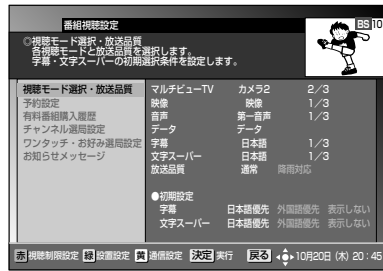 番組視聴設定
BS 10
◎視聴モード選択・放送品質
各視聴モードと放送品質を選択します。
字幕・文字スーパーの初期選択条件を設定します。
視聴モード選択・放送品質
予約設定
有料番組購入履歴
チャンネル選局設定
ワンタッチ・お好み選局設定
お知らせメッセージ
マルチビューTV カメラ2 2／3
映像 映像 1／3
音声 第一音声 1／3
データ データ
字幕 日本語 1／3
文字スーパー 日本語 1／3
放送品質 通常 降雨対応
●初期設定
字幕 日本語優先 外国語優先 表示しない
文字スーパー 日本語優先 外国語優先 表示しない
赤 視聴制限設定 緑 設置設定 黄 通信設定 決定 実行 戻る 10月20日 (木) 20:45